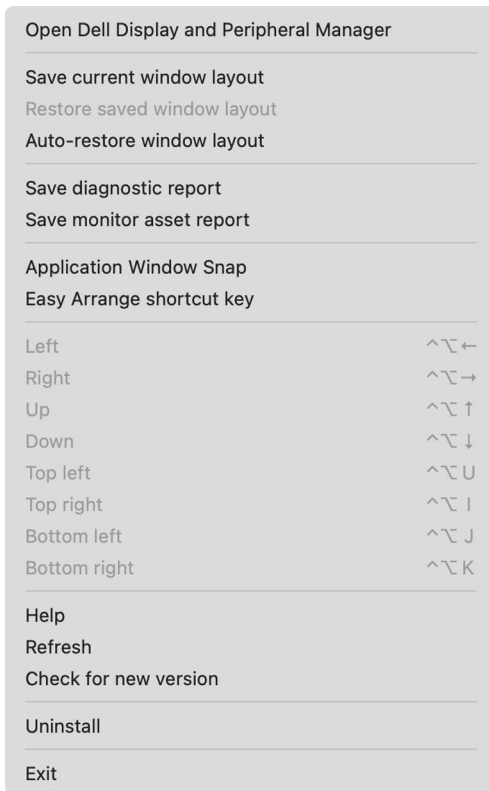 Open Dell Display and Peripheral Manager
Save current window layout
Restore saved window layout
Auto-restore window layout
Save diagnostic report
Save monitor asset report
Application Window Snap
Easy Arrange shortcut key
Left ^⌥←
Right ^⌥→
Up ^⌥↑
Down ^⌥↓
Top left ^⌥U
Top right ^⌥I
Bottom left ^⌥J
Bottom right ^⌥K
Help
Refresh
Check for new version
Uninstall
Exit